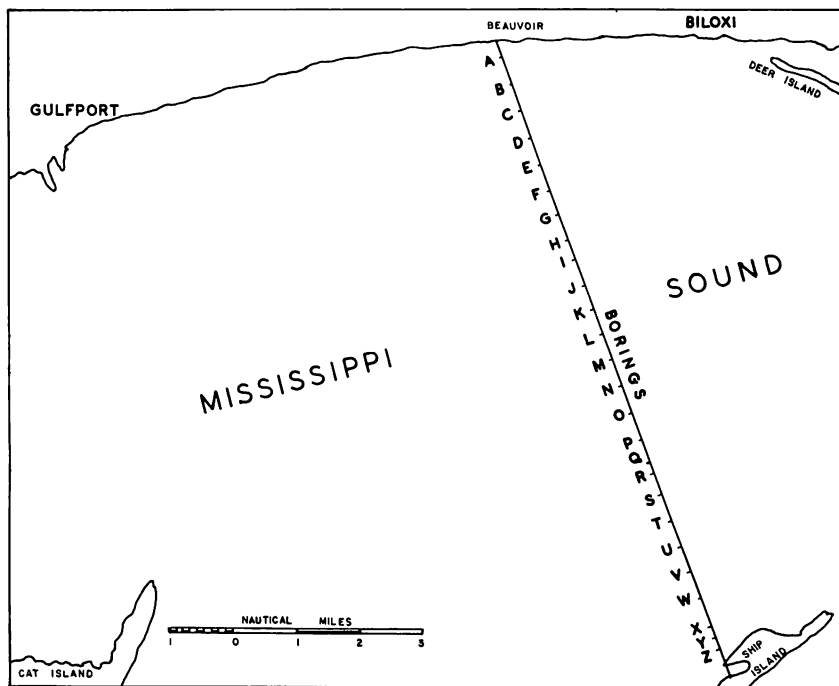 BEAUVOIR
BILOXI
DEER ISLAND
GULFPORT
A
B
C
D
E
F
G
H
I
J
K
L
M
N
O
P
Q
R
S
T
U
V
W
X
Y
Z
BORINGS
MISSISSIPPI
SOUND
NAUTICAL MILES
1 0 1 2 3
CAT ISLAND
SHIP
ISLAND